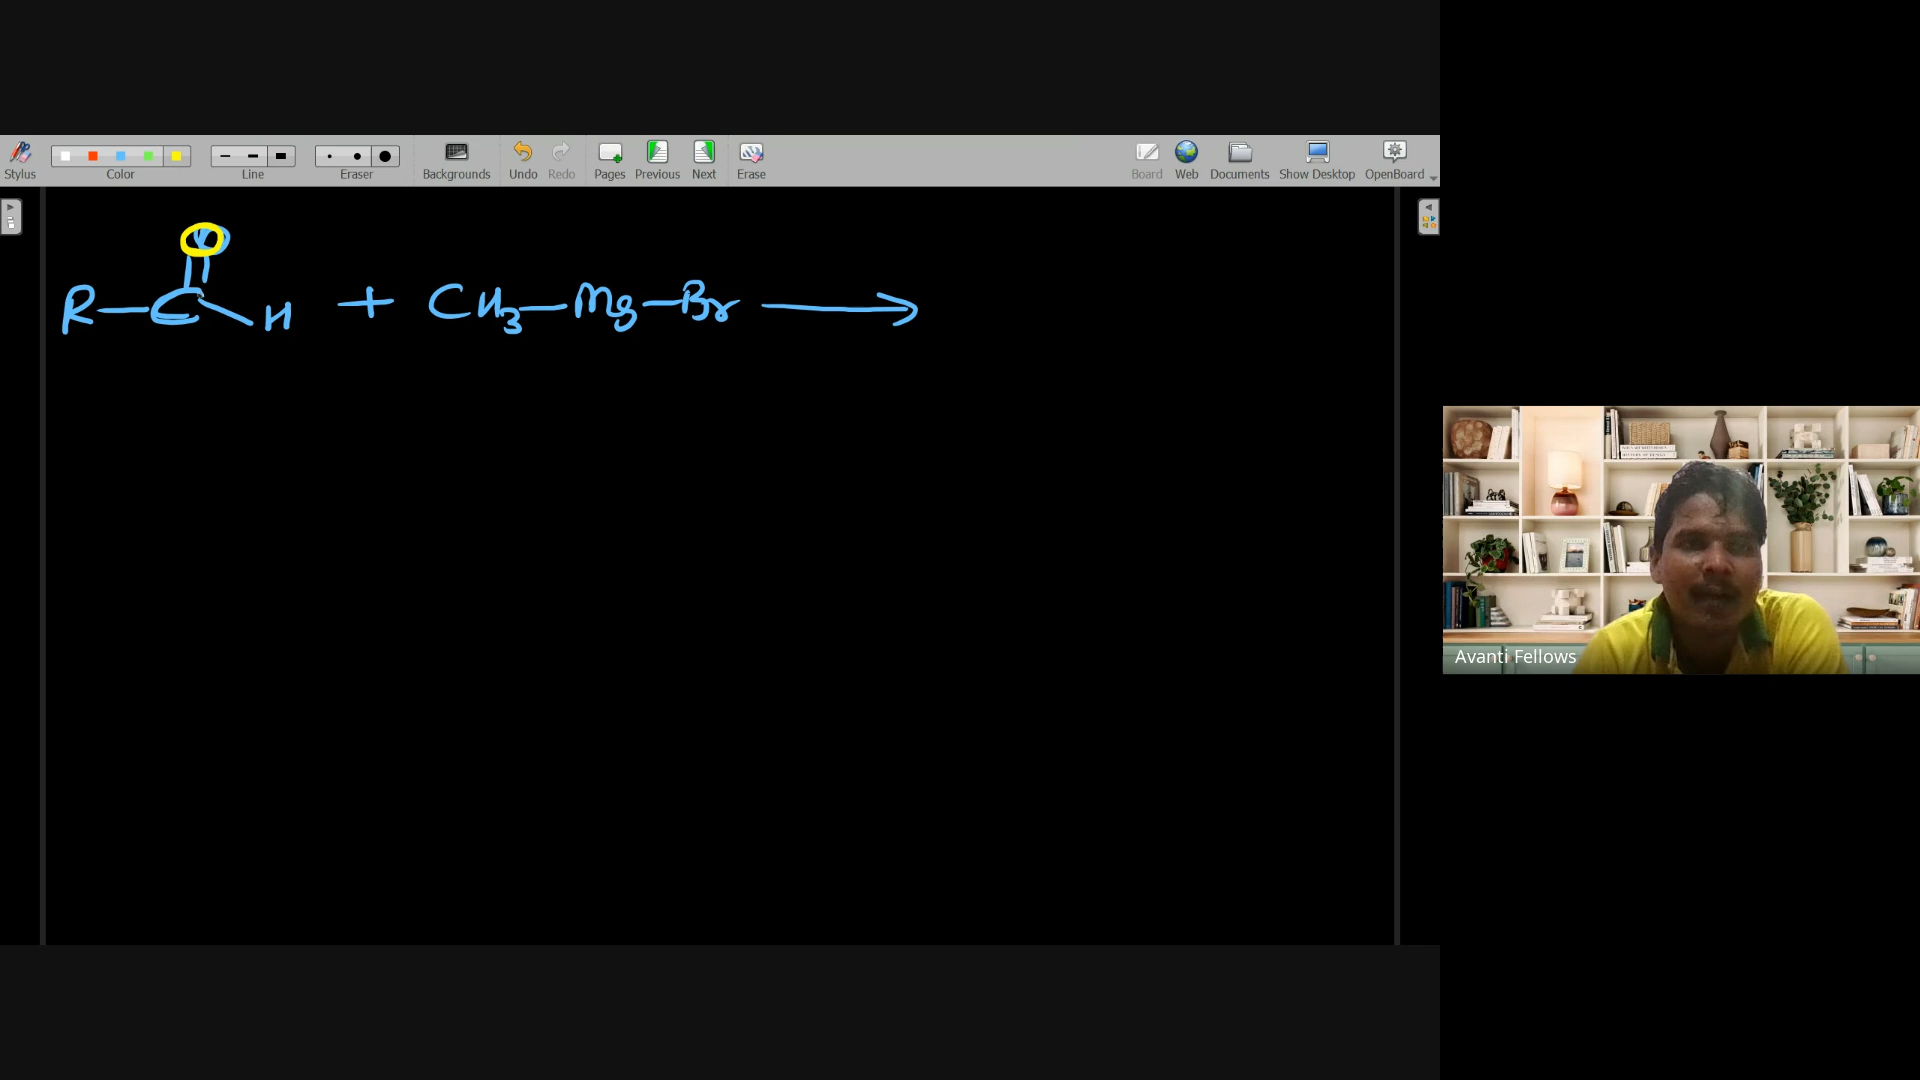 Stylus Color Line Eraser Backgrounds Undo Redo Pages Previous Next Erase Board Web Documents Show Desktop OpenBoard
O
R—C—H + CH3—Mg—Br →
Avanti Fellows